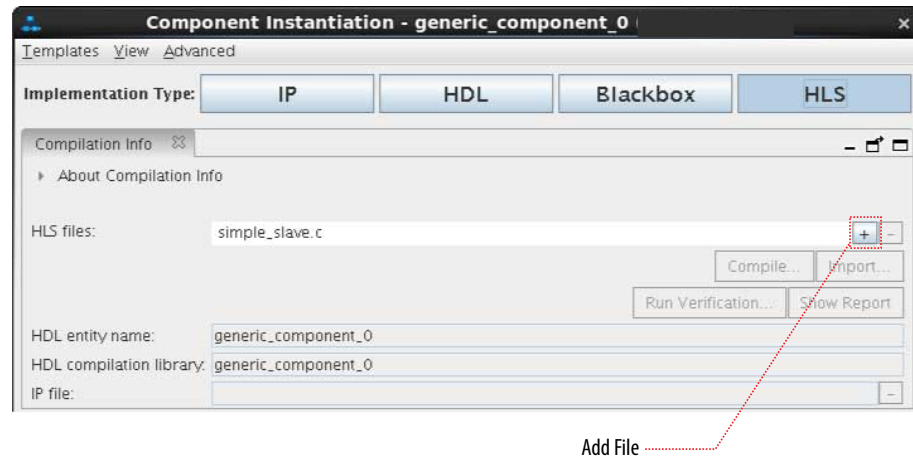 Component Instantiation - generic_component_0 (
Templates View Advanced
Implementation Type: IP HDL Blackbox HLS
Compilation Info
About Compilation Info
HLS files: simple_slave.c + -
Compile... Import...
Run Verification... Show Report
HDL entity name: generic_component_0
HDL compilation library: generic_component_0
IP file: -
Add File